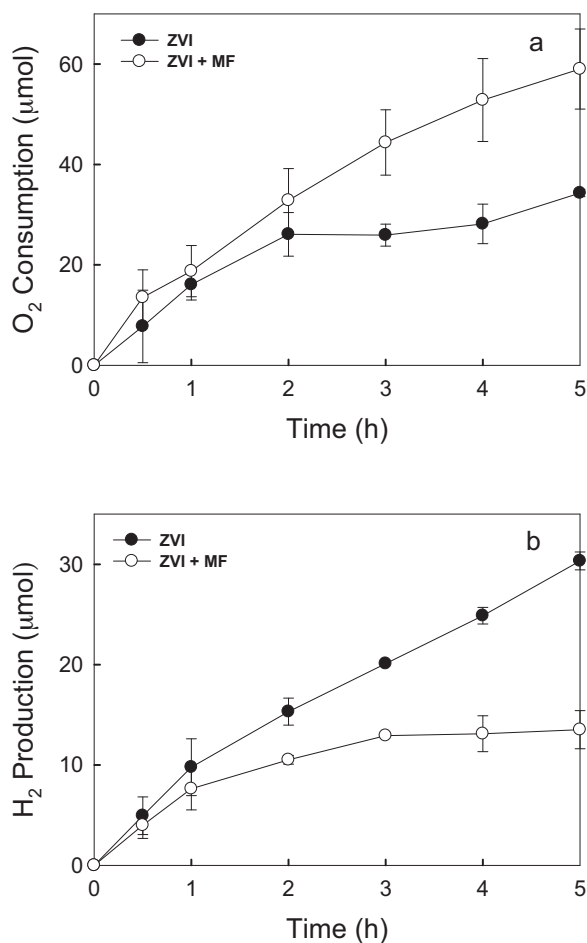 a
ZVI
ZVI + MF
O₂ Consumption (μmol)
60
40
20
0
0 1 2 3 4 5
Time (h)
b
ZVI
ZVI + MF
H₂ Production (μmol)
30
20
10
0
0 1 2 3 4 5
Time (h)